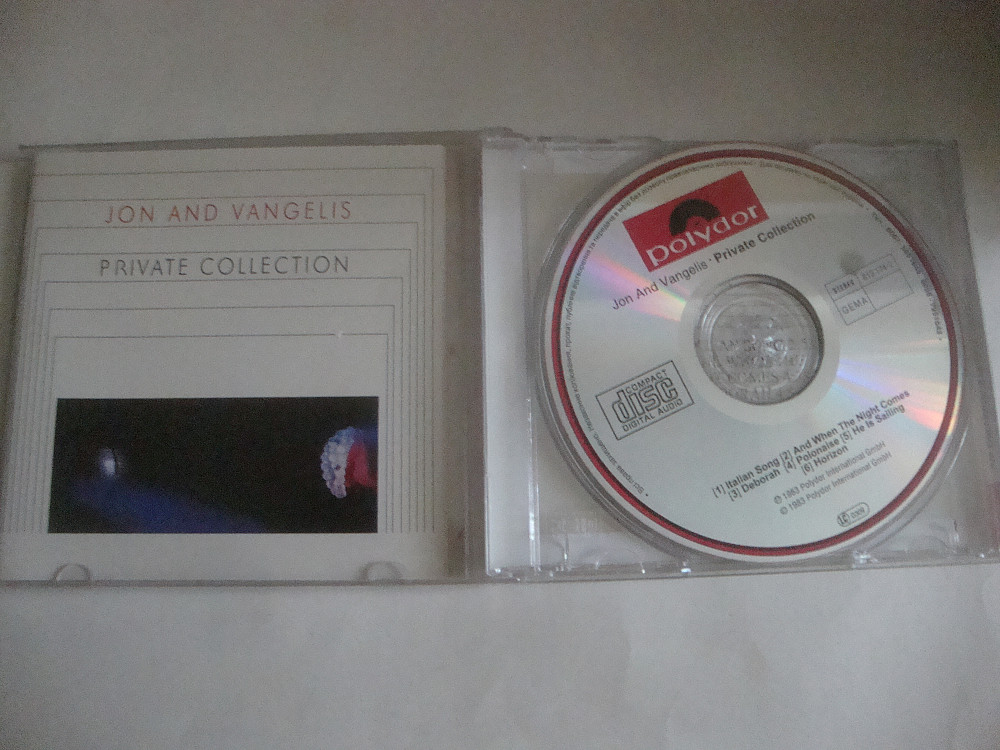 JON AND VANGELIS
PRIVATE COLLECTION
polydor
Jon And Vangelis · Private Collection
STEREO
GEMA
COMPACT
disc
DIGITAL AUDIO
[1] Italian Song [2] And When The Night Comes
[3] Deborah [4] Polonaise [5] He Is Sailing
[6] Horizon
℗ 1983 Polydor International GmbH
© 1983 Polydor International GmbH